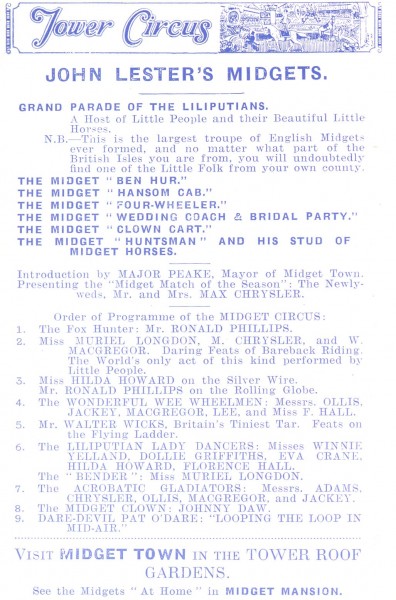 Tower Circus
JOHN LESTER'S MIDGETS.
GRAND PARADE OF THE LILIPUTIANS.
A Host of Little People and their Beautiful Little
Horses.
N.B.—This is the largest troupe of English Midgets
ever formed, and no matter what part of the
British Isles you are from, you will undoubtedly
find one of the Little Folk from your own county.
THE MIDGET "BEN HUR."
THE MIDGET "HANSOM CAB."
THE MIDGET "FOUR-WHEELER."
THE MIDGET "WEDDING COACH & BRIDAL PARTY."
THE MIDGET "CLOWN CART."
THE MIDGET "HUNTSMAN" AND HIS STUD OF
MIDGET HORSES.
Introduction by MAJOR PEAKE, Mayor of Midget Town.
Presenting the "Midget Match of the Season": The Newly-
weds, Mr. and Mrs. MAX CHRYSLER.
Order of Programme of the MIDGET CIRCUS:
1. The Fox Hunter: Mr. RONALD PHILLIPS.
2. Miss MURIEL LONGDON, M. CHRYSLER, and W.
MACGREGOR. Daring Feats of Bareback Riding.
The World's only act of this kind performed by
Little People.
3. Miss HILDA HOWARD on the Silver Wire.
Mr. RONALD PHILLIPS on the Rolling Globe.
4. The WONDERFUL WEE WHEELMEN: Messrs. OLLIS,
JACKEY, MACGREGOR, LEE, and Miss F. HALL.
5. Mr. WALTER WICKS, Britain's Tiniest Tar. Feats on
the Flying Ladder.
6. The LILIPUTIAN LADY DANCERS: Misses WINNIE
YELLAND, DOLLIE GRIFFITHS, EVA CRANE,
HILDA HOWARD, FLORENCE HALL.
The "BENDER": Miss MURIEL LONGDON.
7. The ACROBATIC GLADIATORS: Messrs. ADAMS,
CHRYSLER, OLLIS, MACGREGOR, and JACKEY.
8. The MIDGET CLOWN: JOHNNY DAW.
9. DARE-DEVIL PAT O'DARE: "LOOPING THE LOOP IN
MID-AIR."
VISIT MIDGET TOWN IN THE TOWER ROOF
GARDENS.
See the Midgets "At Home" in MIDGET MANSION.